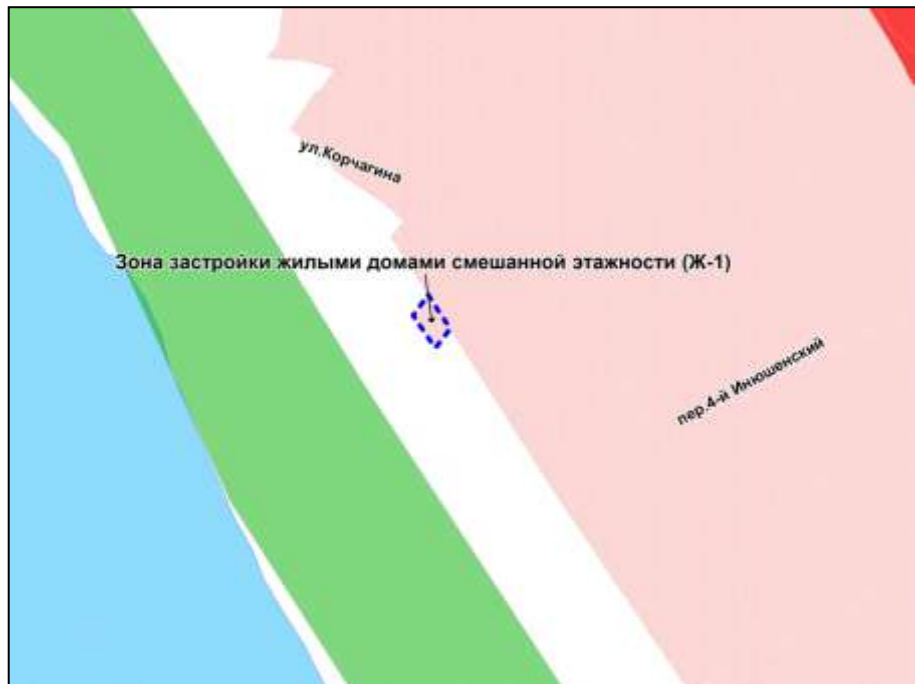 ул.Корчагина
Зона застройки жилыми домами смешанной этажности (Ж-1)
пер.4-й Инюшенский